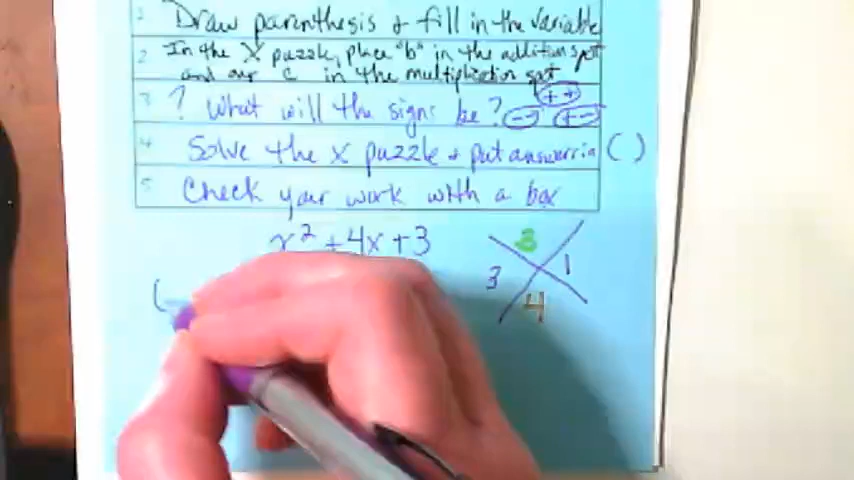 1 Draw parenthesis + fill in the variable
2 In the X puzzle, place "b" in the addition spot
and our c in the multiplication spot
3 ? What will the signs be? ++ -- +-
4 Solve the X puzzle + put answer in ( )
5 Check your work with a box
x² + 4x + 3
3
3 1
4
(